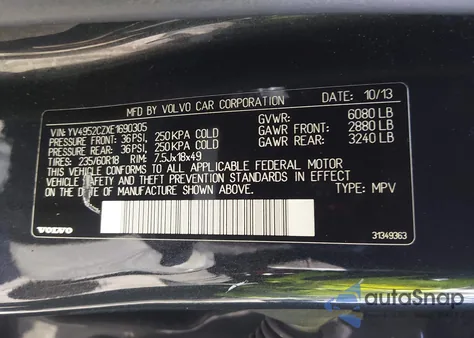 MFD BY VOLVO CAR CORPORATION 10/13
VIN: YV4952CZXE1690305 GVWR: 6080 LB
PRESSURE FRONT: 36PSI, 250KPA COLD GAWR FRONT: 2880 LB
PRESSURE REAR: 36PSI, 250KPA COLD GAWR REAR: 3240 LB
TIRES: 235/60R18 RIM: 7.5Jx18x49
THIS VEHICLE CONFORMS TO ALL APPLICABLE FEDERAL MOTOR
VEHICLE SAFETY AND THEFT PREVENTION STANDARDS IN EFFECT
ON THE DATE OF MANUFACTURE SHOWN ABOVE. TYPE: MPV
VOLVO 31349363
autoSnap